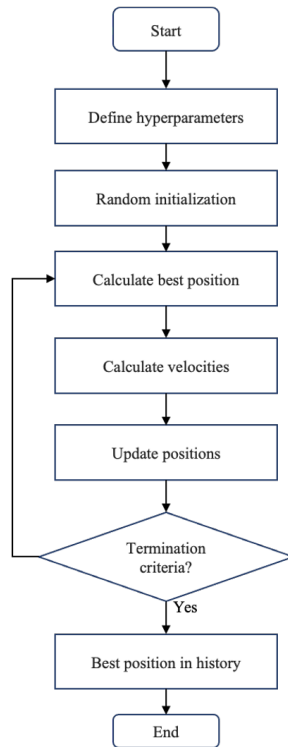 Start
Define hyperparameters
Random initialization
Calculate best position
Calculate velocities
Update positions
Termination
criteria?
Yes
Best position in history
End